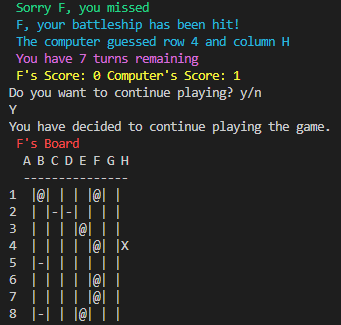 Sorry F, you missed
F, your battleship has been hit!
The computer guessed row 4 and column H
You have 7 turns remaining
F's Score: 0 Computer's Score: 1
Do you want to continue playing? y/n
Y
You have decided to continue playing the game.
F's Board
A B C D E F G H
---------------
1 |@| | | |@| |
2 | |-|-| | | |
3 | | | |@| | |
4 | | | | |@| |X
5 |-| | | | | |
6 | | | | |@| |
7 | | | | |@| |
8 |-| | |@| | |